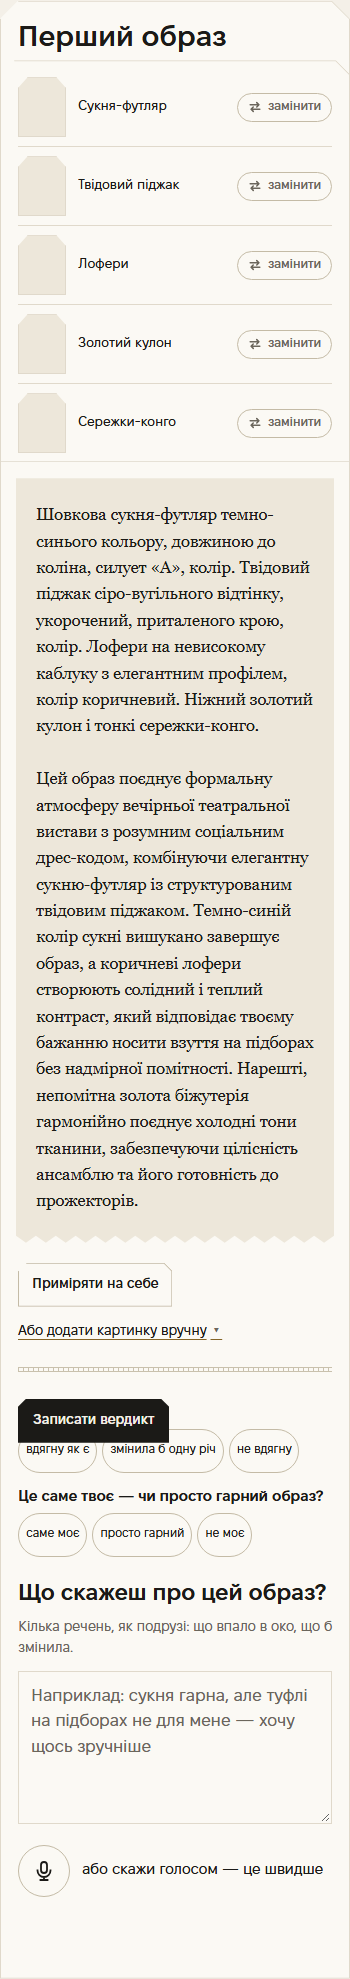 Перший образ
Сукня-футляр
замінити
Твідовий піджак
замінити
Лофери
замінити
Золотий кулон
замінити
Сережки-конго
замінити
Шовкова сукня-футляр темно-
синього кольору, довжиною до
коліна, силует «А», колір. Твідовий
піджак сіро-вугільного відтінку,
укорочений, приталеного крою,
колір. Лофери на невисокому
каблуку з елегантним профілем,
колір коричневий. Ніжний золотий
кулон і тонкі сережки-конго.
Цей образ поєднує формальну
атмосферу вечірньої театральної
вистави з розумним соціальним
дрес-кодом, комбінуючи елегантну
сукню-футляр із структурованим
твідовим піджаком. Темно-синій
колір сукні вишукано завершує
образ, а коричневі лофери
створюють солідний і теплий
контраст, який відповідає твоєму
бажанню носити взуття на підборах
без надмірної помітності. Нарешті,
непомітна золота біжутерія
гармонійно поєднує холодні тони
тканини, забезпечуючи цілісність
ансамблю та його готовність до
прожекторів.
Приміряти на себе
Або додати картинку вручну
Записати вердикт
вдягну як є
змінила б одну річ
не вдягну
Це саме твоє — чи просто гарний образ?
саме моє
просто гарний
не моє
Що скажеш про цей образ?
Кілька речень, як подрузі: що впало в око, що б
змінила.
Наприклад: сукня гарна, але туфлі
на підборах не для мене — хочу
щось зручніше
або скажи голосом — це швидше